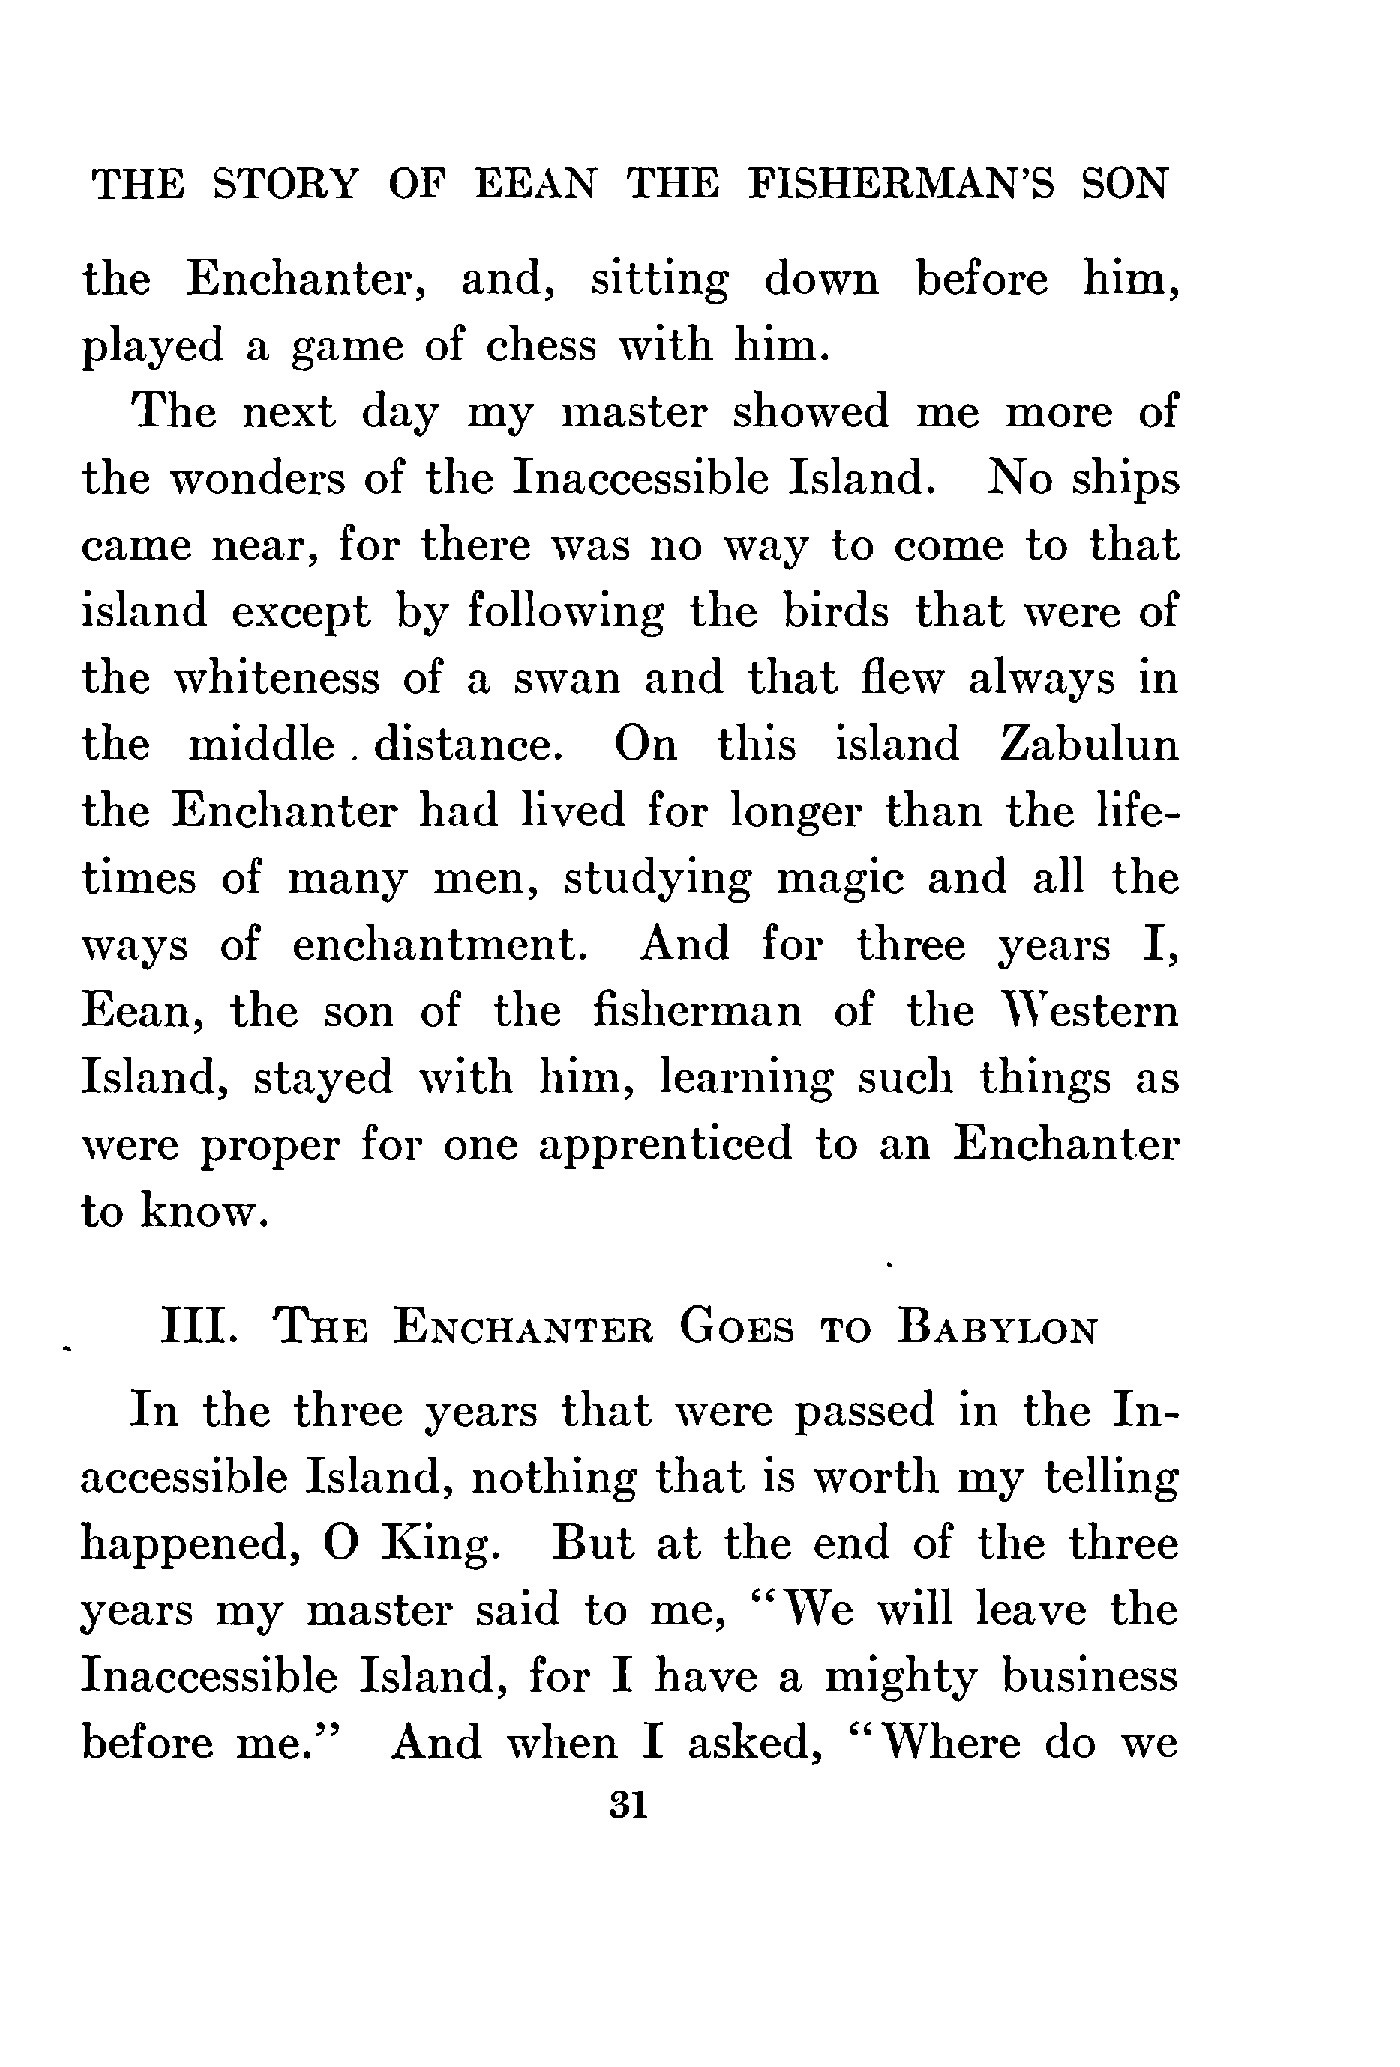 THE STORY OF EEAN THE FISHERMAN'S SON
the Enchanter, and, sitting down before him,
played a game of chess with him.
The next day my master showed me more of
the wonders of the Inaccessible Island. No ships
came near, for there was no way to come to that
island except by following the birds that were of
the whiteness of a swan and that flew always in
the middle distance. On this island Zabulun
the Enchanter had lived for longer than the life-
times of many men, studying magic and all the
ways of enchantment. And for three years I,
Eean, the son of the fisherman of the Western
Island, stayed with him, learning such things as
were proper for one apprenticed to an Enchanter
to know.
III. The Enchanter Goes to Babylon
In the three years that were passed in the In-
accessible Island, nothing that is worth my telling
happened, O King. But at the end of the three
years my master said to me, "We will leave the
Inaccessible Island, for I have a mighty business
before me." And when I asked, "Where do we
31